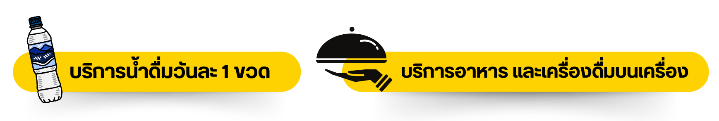 บริการน้ำดื่มวันละ 1 ขวด
บริการอาหาร และเครื่องดื่มบนเครื่อง